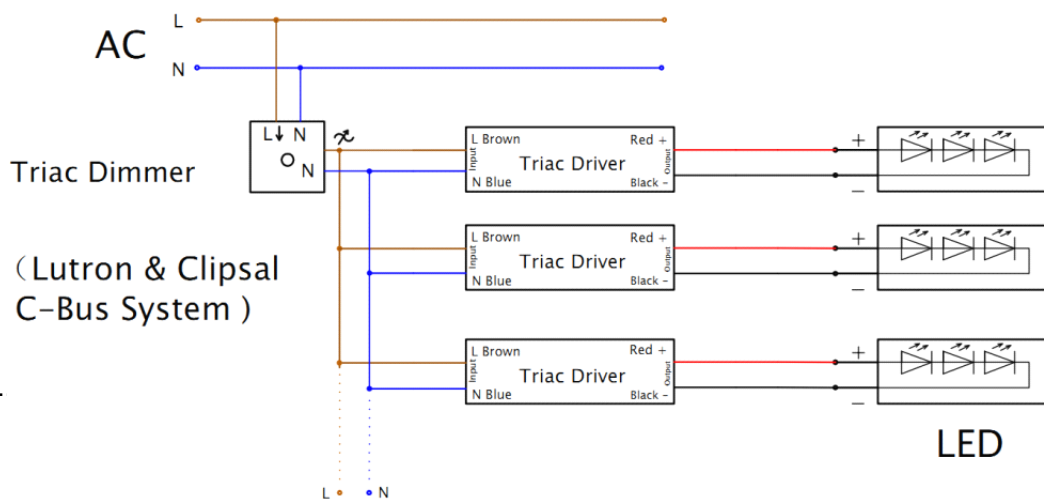 L
AC
N
L N
N
Triac Dimmer
（Lutron & Clipsal
C-Bus System )
L Brown
Input
N Blue
Triac Driver
Red +
Output
Black -
+
–
L Brown
Input
N Blue
Triac Driver
Red +
Output
Black -
+
–
L Brown
Input
N Blue
Triac Driver
Red +
Output
Black -
+
–
LED
L N